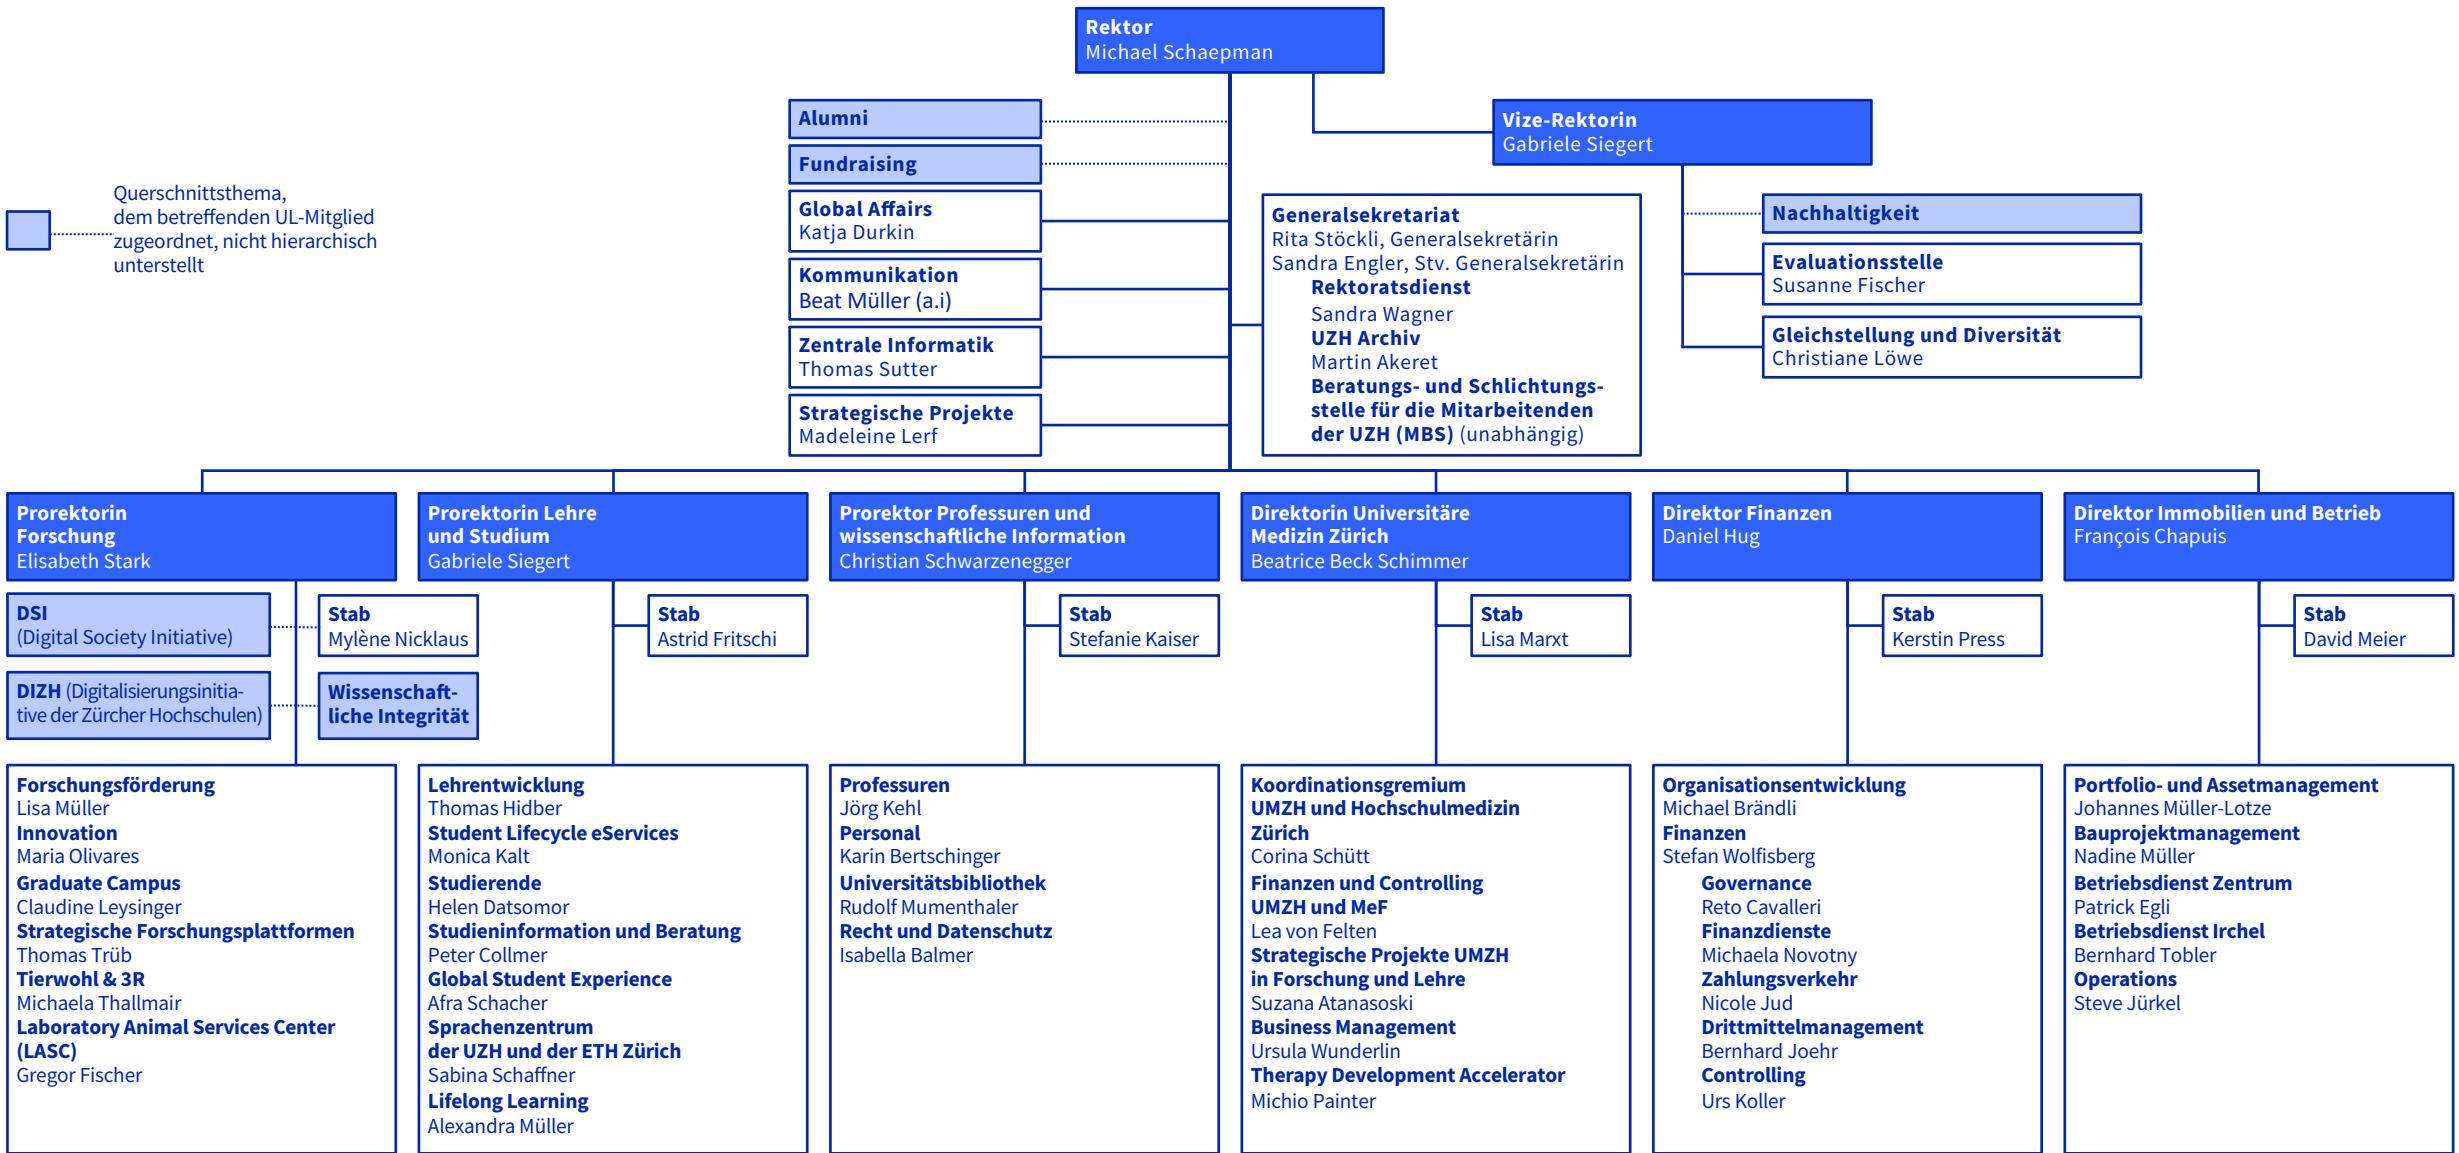 Rektor
Michael Schaepman
Alumni
Fundraising
Global Affairs
Katja Durkin
Kommunikation
Beat Müller (a.i)
Zentrale Informatik
Thomas Sutter
Strategische Projekte
Madeleine Lerf
Vize-Rektorin
Gabriele Siegert
Querschnittsthema,
dem betreffenden UL-Mitglied
zugeordnet, nicht hierarchisch
unterstellt
Generalsekretariat
Rita Stöckli, Generalsekretärin
Sandra Engler, Stv. Generalsekretärin
Rektoratsdienst
Sandra Wagner
UZH Archiv
Martin Akeret
Beratungs- und Schlichtungs-
stelle für die Mitarbeitenden
der UZH (MBS) (unabhängig)
Nachhaltigkeit
Evaluationsstelle
Susanne Fischer
Gleichstellung und Diversität
Christiane Löwe
Prorektorin
Forschung
Elisabeth Stark
DSI
(Digital Society Initiative)
Stab
Mylène Nicklaus
DIZH (Digitalisierungsinitia-
tive der Zürcher Hochschulen)
Wissenschaft-
liche Integrität
Forschungsförderung
Lisa Müller
Innovation
Maria Olivares
Graduate Campus
Claudine Leysinger
Strategische Forschungsplattformen
Thomas Trüb
Tierwohl & 3R
Michaela Thallmair
Laboratory Animal Services Center
(LASC)
Gregor Fischer
Prorektorin Lehre
und Studium
Gabriele Siegert
Stab
Astrid Fritschi
Lehrentwicklung
Thomas Hidber
Student Lifecycle eServices
Monica Kalt
Studierende
Helen Datsomor
Studieninformation und Beratung
Peter Collmer
Global Student Experience
Afra Schacher
Sprachenzentrum
der UZH und der ETH Zürich
Sabina Schaffner
Lifelong Learning
Alexandra Müller
Prorektor Professuren und
wissenschaftliche Information
Christian Schwarzenegger
Stab
Stefanie Kaiser
Professuren
Jörg Kehl
Personal
Karin Bertschinger
Universitätsbibliothek
Rudolf Mumenthaler
Recht und Datenschutz
Isabella Balmer
Direktorin Universitäre
Medizin Zürich
Beatrice Beck Schimmer
Stab
Lisa Marxt
Koordinationsgremium
UMZH und Hochschulmedizin
Zürich
Corina Schütt
Finanzen und Controlling
UMZH und MeF
Lea von Felten
Strategische Projekte UMZH
in Forschung und Lehre
Suzana Atanasoski
Business Management
Ursula Wunderlin
Therapy Development Accelerator
Michio Painter
Direktor Finanzen
Daniel Hug
Stab
Kerstin Press
Organisationsentwicklung
Michael Brändli
Finanzen
Stefan Wolfisberg
Governance
Reto Cavalleri
Finanzdienste
Michaela Novotny
Zahlungsverkehr
Nicole Jud
Drittmittelmanagement
Bernhard Joehr
Controlling
Urs Koller
Direktor Immobilien und Betrieb
François Chapuis
Stab
David Meier
Portfolio- und Assetmanagement
Johannes Müller-Lotze
Bauprojektmanagement
Nadine Müller
Betriebsdienst Zentrum
Patrick Egli
Betriebsdienst Irchel
Bernhard Tobler
Operations
Steve Jürkel